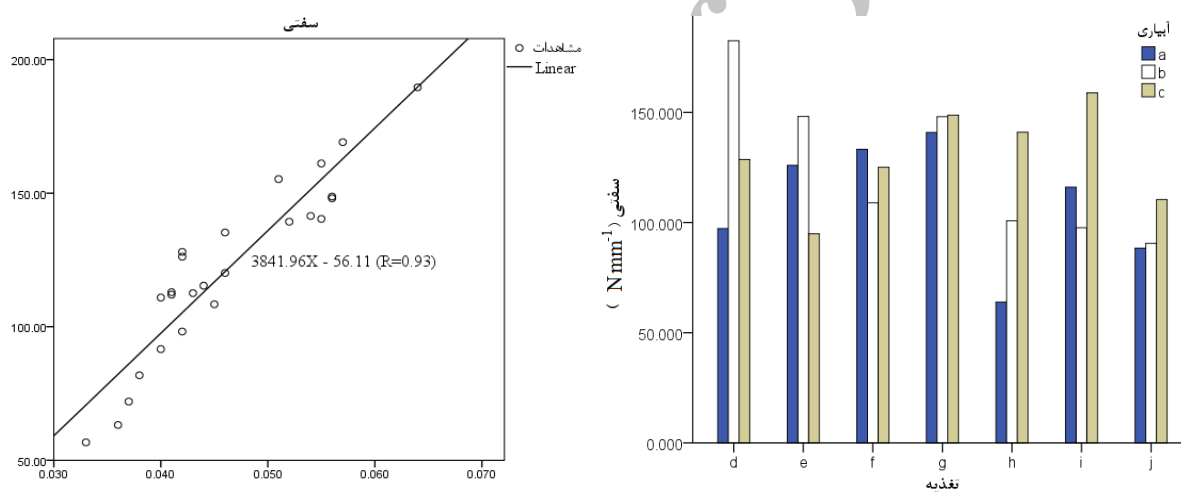 سفتی
200.00
150.00
100.00
50.00
0.030 0.040 0.050 0.060 0.070
3841.96X - 56.11 (R=0.93)
مشاهدات
Linear
سفتی ( N mm⁻¹ )
150.000
100.000
50.000
0.000
d e f g h i j
تغذیه
آبیاری
a
b
c